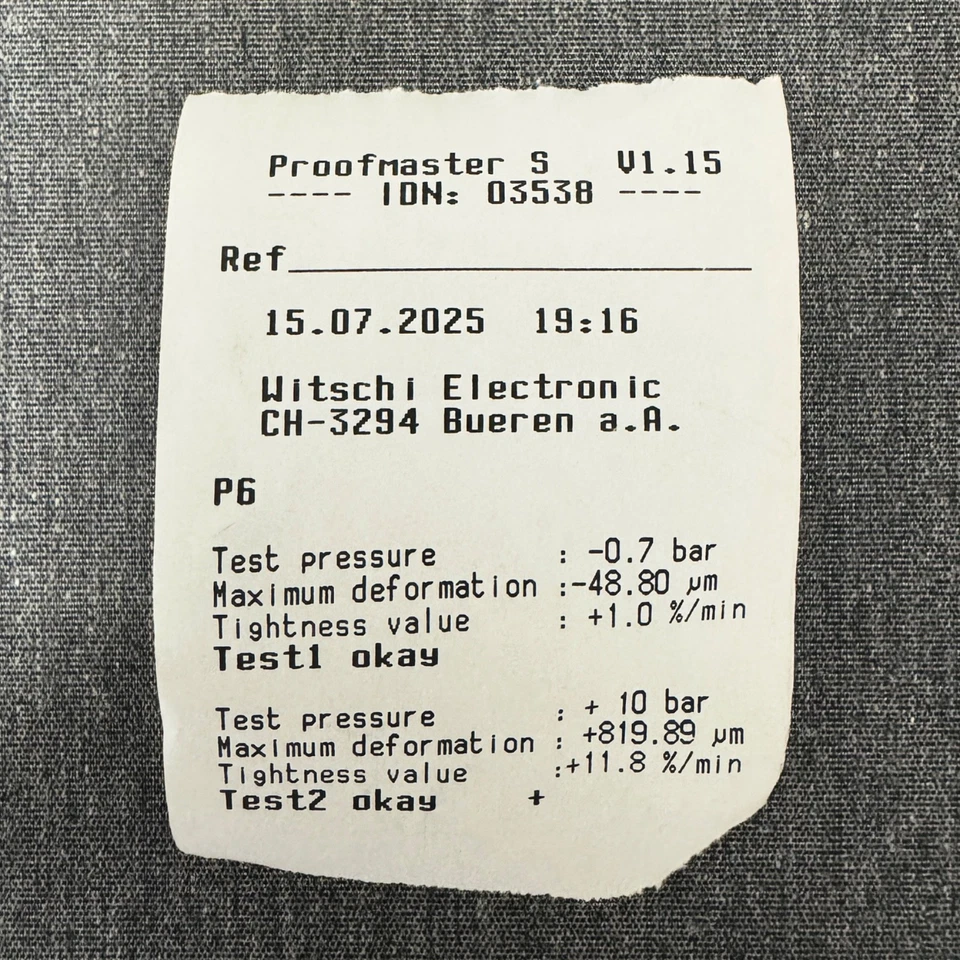 Proofmaster S V1.15
---- IDN: 03538 ----
Ref_______________________
15.07.2025 19:16
Witschi Electronic
CH-3294 Bueren a.A.
P6
Test pressure : -0.7 bar
Maximum deformation :-48.80 µm
Tightness value : +1.0 %/min
Test1 okay
Test pressure : + 10 bar
Maximum deformation : +819.89 µm
Tightness value :+11.8 %/min
Test2 okay +